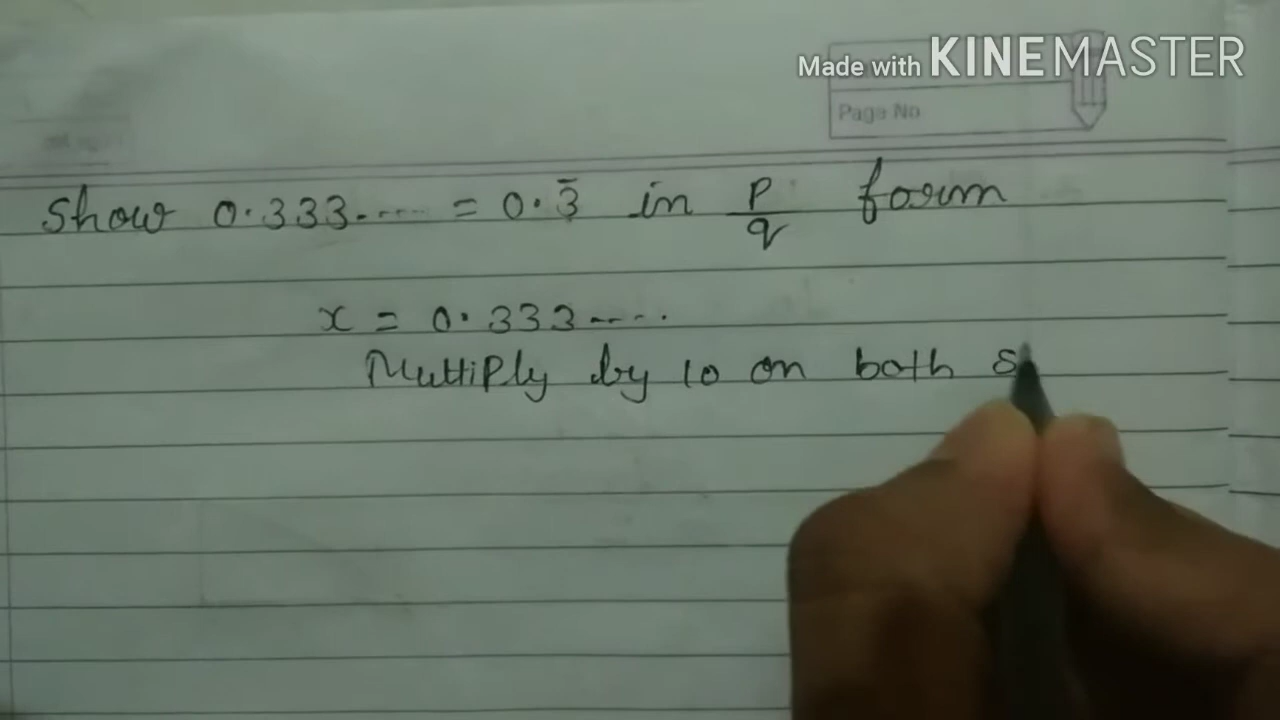 Made with KINEMASTER
Page No
Show 0.333.... = 0.3̅ in p/q form
x = 0.333....
Multiply by 10 on both s